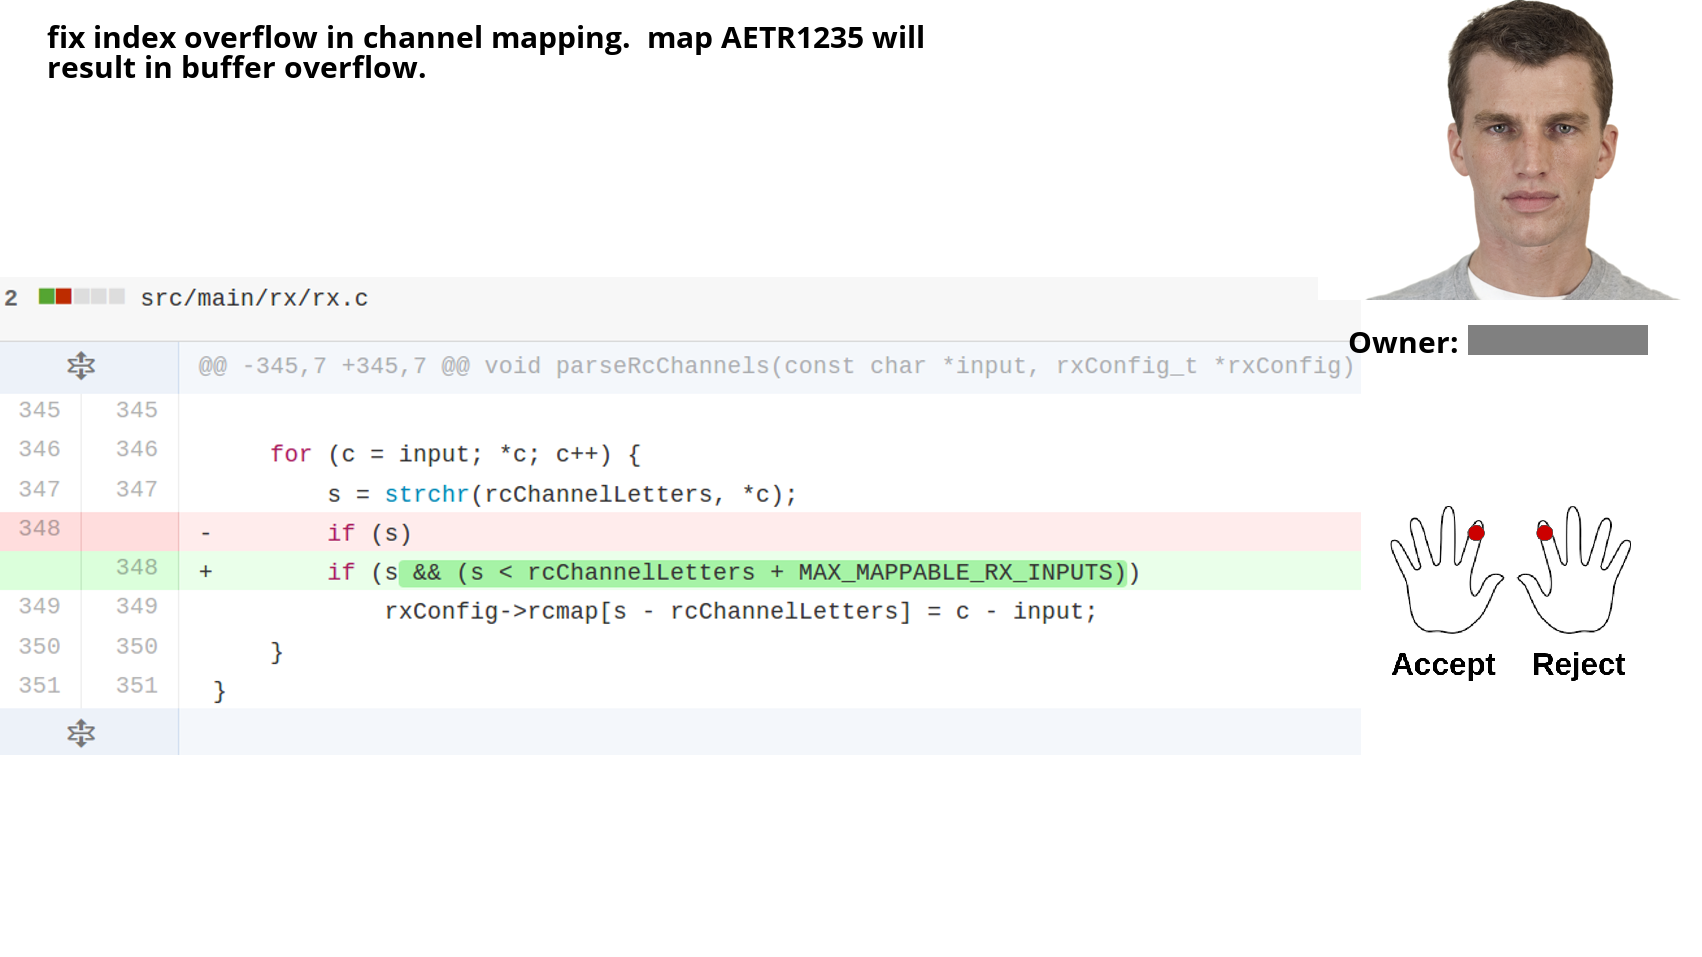 fix index overflow in channel mapping.  map AETR1235 will
result in buffer overflow.
2 src/main/rx/rx.c
@@ -345,7 +345,7 @@ void parseRcChannels(const char *input, rxConfig_t *rxConfig)
Owner:
345 345
346 346     for (c = input; *c; c++) {
347 347         s = strchr(rcChannelLetters, *c);
348 -       if (s)
348 +       if (s && (s < rcChannelLetters + MAX_MAPPABLE_RX_INPUTS))
349 349             rxConfig->rcmap[s - rcChannelLetters] = c - input;
350 350     }
351 351 }
Accept Reject